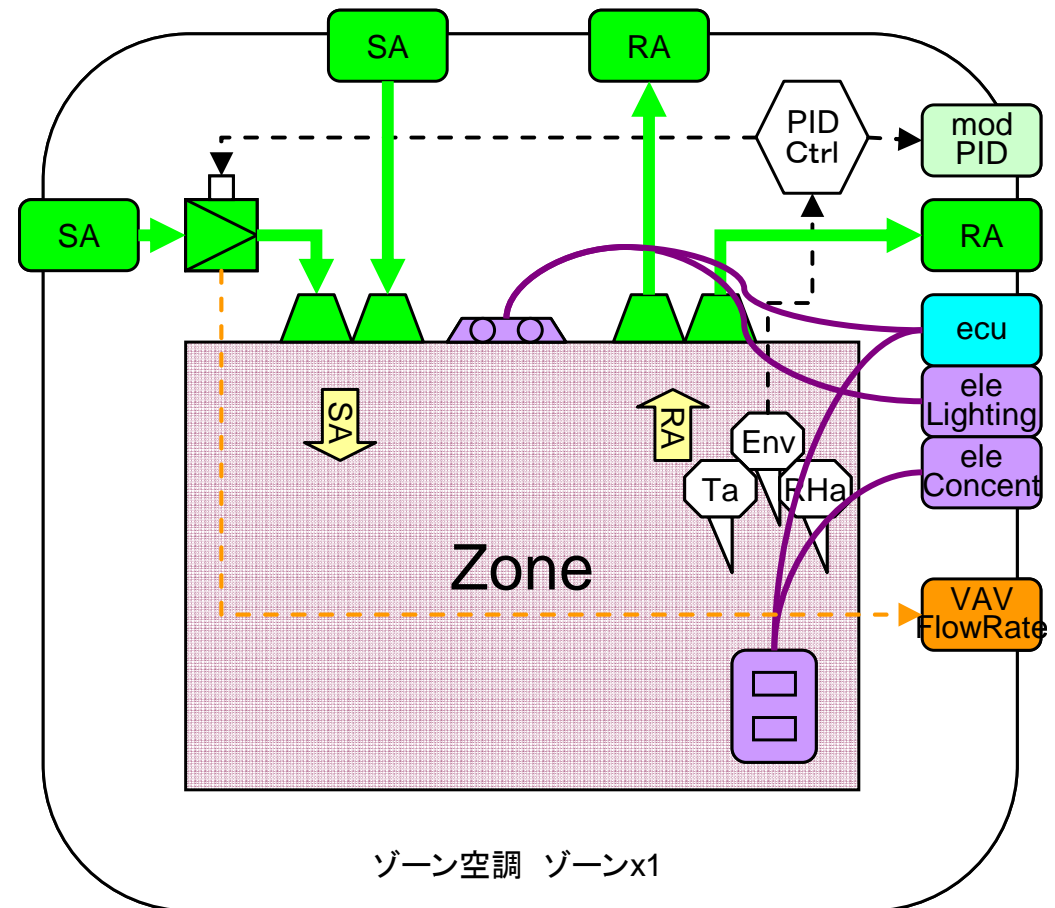 SA
RA
PID
Ctrl
mod
PID
SA
RA
ecu
ele
Lighting
ele
Concent
SA
RA
Env
Ta
RHa
Zone
VAV
FlowRate
ゾーン空調 ゾーンx1